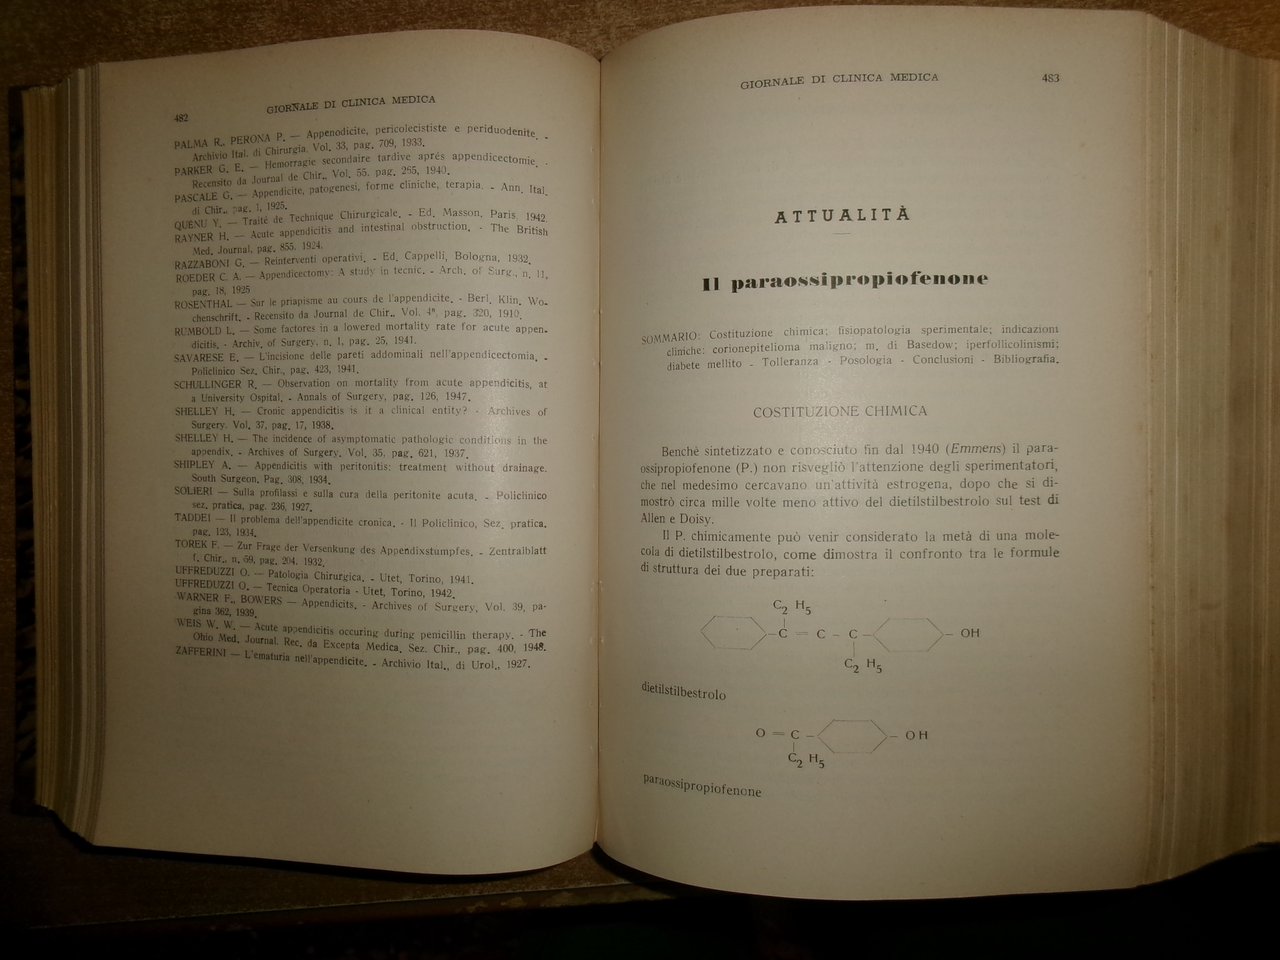 482
GIORNALE DI CLINICA MEDICA
PALMA R., PERONA P. — Appenodicite, pericolecististe e periduodenite. -
Archivio Ital. di Chirurgia. Vol. 33, pag. 709, 1933.
PARKER G. E. — Hemorragie secondaire tardive aprés appendicectomie. -
Recensito da Journal de Chir., Vol. 55, pag. 265, 1940.
PASCALE G. — Appendicite, patogenesi, forme cliniche, terapia. - Ann. Ital.
di Chir., pag. 1, 1925.
QUENU Y. — Traité de Technique Chirurgicale. - Ed. Masson, Paris, 1942.
RAYNER H. — Acute appendicitis and intestinal obstruction. - The British
Med. Journal, pag. 855, 1924.
RAZZABONI G. — Reinterventi operativi. - Ed. Cappelli, Bologna, 1932.
ROEDER C. A. — Appendicectomy: A study in tecnic. - Arch. of Surg., n. 11,
pag. 18, 1925
ROSENTHAL — Sur le priapisme au cours de l'appendicite. - Berl. Klin. Wo-
chenschrift. - Recensito da Journal de Chir., Vol. 4°, pag. 320, 1910.
RUMBOLD L. — Some factors in a lowered mortality rate for acute appen-
dicitis. - Archiv. of Surgery, n. 1, pag. 25, 1941.
SAVARESE E. — L'incisione delle pareti addominali nell'appendicectomia. -
Policlinico Sez. Chir., pag. 423, 1941.
SCHULLINGER R. — Observation on mortality from acute appendicitis, at
a University Ospital. - Annals of Surgery, pag. 126, 1947.
SHELLEY H. — Cronic appendicitis is it a clinical entity? - Archives of
Surgery. Vol. 37, pag. 17, 1938.
SHELLEY H. — The incidence of asymptomatic pathologic conditions in the
appendix. - Archives of Surgery. Vol. 35, pag. 621, 1937.
SHIPLEY A. — Appendicitis with peritonitis: treatment without drainage.
South Surgeon. Pag. 308, 1934.
SOLIERI — Sulla profilassi e sulla cura della peritonite acuta. - Policlinico
sez. pratica, pag. 236, 1927.
TADDEI — Il problema dell'appendicite cronica. - Il Policlinico, Sez. pratica.
pag. 123, 1934.
TOREK F. — Zur Frage der Versenkung des Appendixstumpfes. - Zentralblatt
f. Chir., n. 59, pag. 204, 1932.
UFFREDUZZI O. — Patologia Chirurgica. - Utet, Torino, 1941.
UFFREDUZZI O. — Tecnica Operatoria - Utet, Torino, 1942.
WARNER F., BOWERS — Appendicits. - Archives of Surgery, Vol. 39, pa-
gina 362, 1939.
WEIS W. W. — Acute appendicitis occuring during penicillin therapy. - The
Ohio Med. Journal. Rec. da Excepta Medica. Sez. Chir., pag. 400, 1948.
ZAFFERINI — L'ematuria nell'appendicite. - Archivio Ital., di Urol., 1927.
GIORNALE DI CLINICA MEDICA
483
ATTUALITÀ
Il paraossipropiofenone
SOMMARIO: Costituzione chimica; fisiopatologia sperimentale; indicazioni
cliniche: corionepitelioma maligno; m. di Basedow; iperfollicolinismi;
diabete mellito - Tolleranza - Posologia - Conclusioni - Bibliografia.
COSTITUZIONE CHIMICA
Benchè sintetizzato e conosciuto fin dal 1940 (Emmens) il para-
ossipropiofenone (P.) non risvegliò l'attenzione degli sperimentatori,
che nel medesimo cercavano un'attività estrogena, dopo che si di-
mostrò circa mille volte meno attivo del dietilstilbestrolo sul test di
Allen e Doisy.
Il P. chimicamente può venir considerato la metà di una mole-
cola di dietilstilbestrolo, come dimostra il confronto tra le formule
di struttura dei due preparati:
C2 H5
– C = C – C – – OH
C2 H5
dietilstilbestrolo
O = C – – OH
C2 H5
paraossipropiofenone